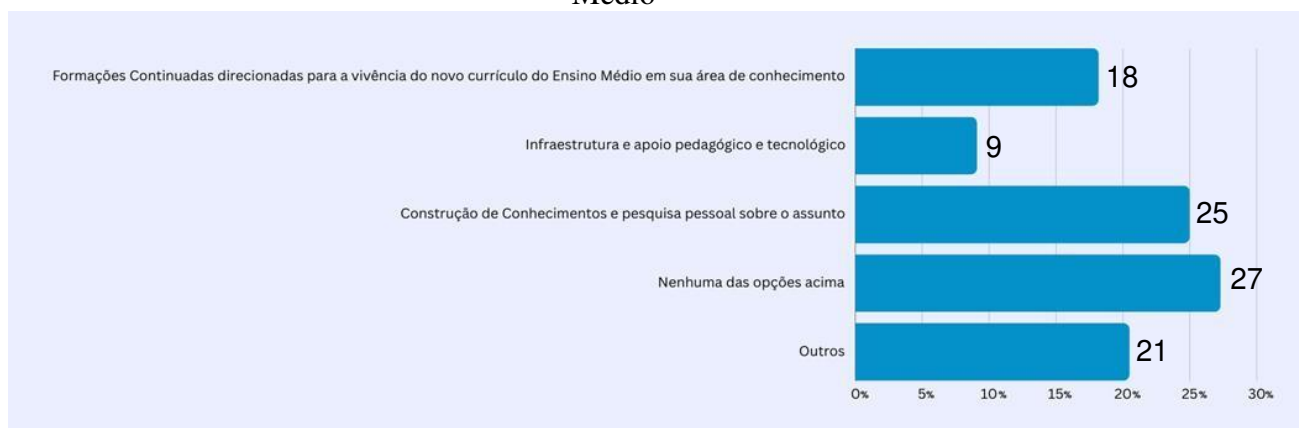 Médio
Formações Continuadas direcionadas para a vivência do novo currículo do Ensino Médio em sua área de conhecimento
18
Infraestrutura e apoio pedagógico e tecnológico
9
Construção de Conhecimentos e pesquisa pessoal sobre o assunto
25
Nenhuma das opções acima
27
Outros
21
0% 5% 10% 15% 20% 25% 30%